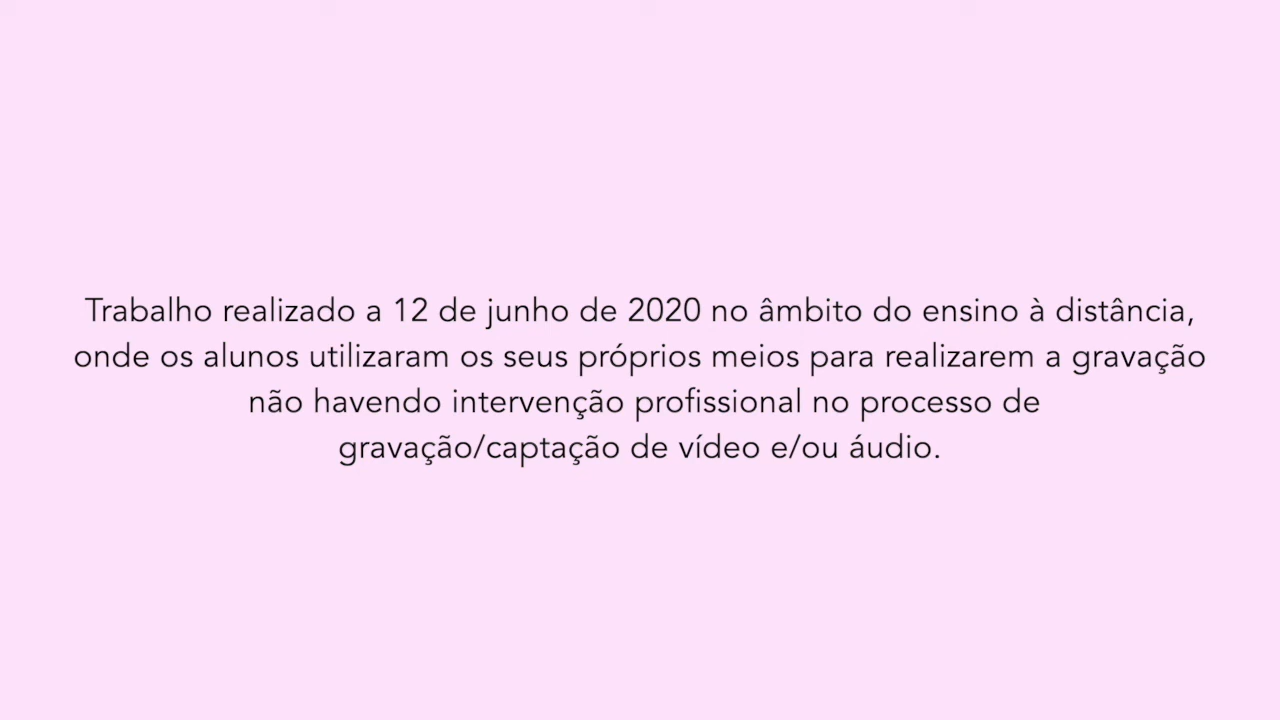 Trabalho realizado a 12 de junho de 2020 no âmbito do ensino à distância,
onde os alunos utilizaram os seus próprios meios para realizarem a gravação
não havendo intervenção profissional no processo de
gravação/captação de vídeo e/ou áudio.